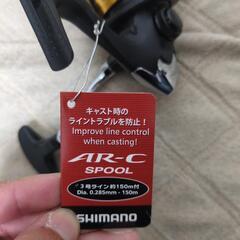 キャスト時の
ライントラブルを防止！
Improve line control
when casting!
AR-C
SPOOL
3号ライン約150m付
Dia. 0.285mm - 150m
SHIMANO